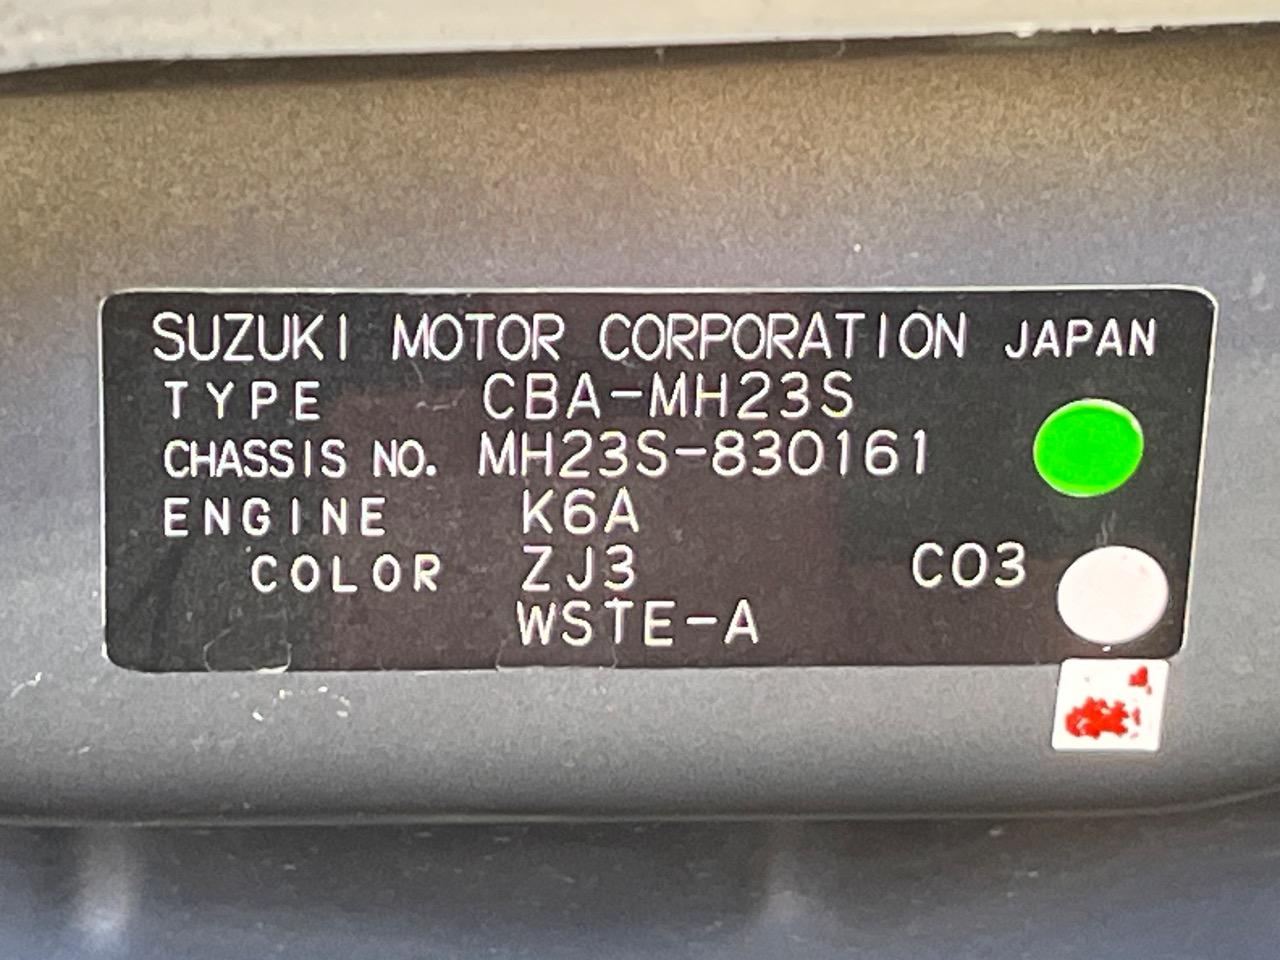 SUZUKI MOTOR CORPORATION JAPAN
TYPE CBA-MH23S
CHASSIS NO. MH23S-830161
ENGINE K6A
COLOR ZJ3 C03
WSTE-A